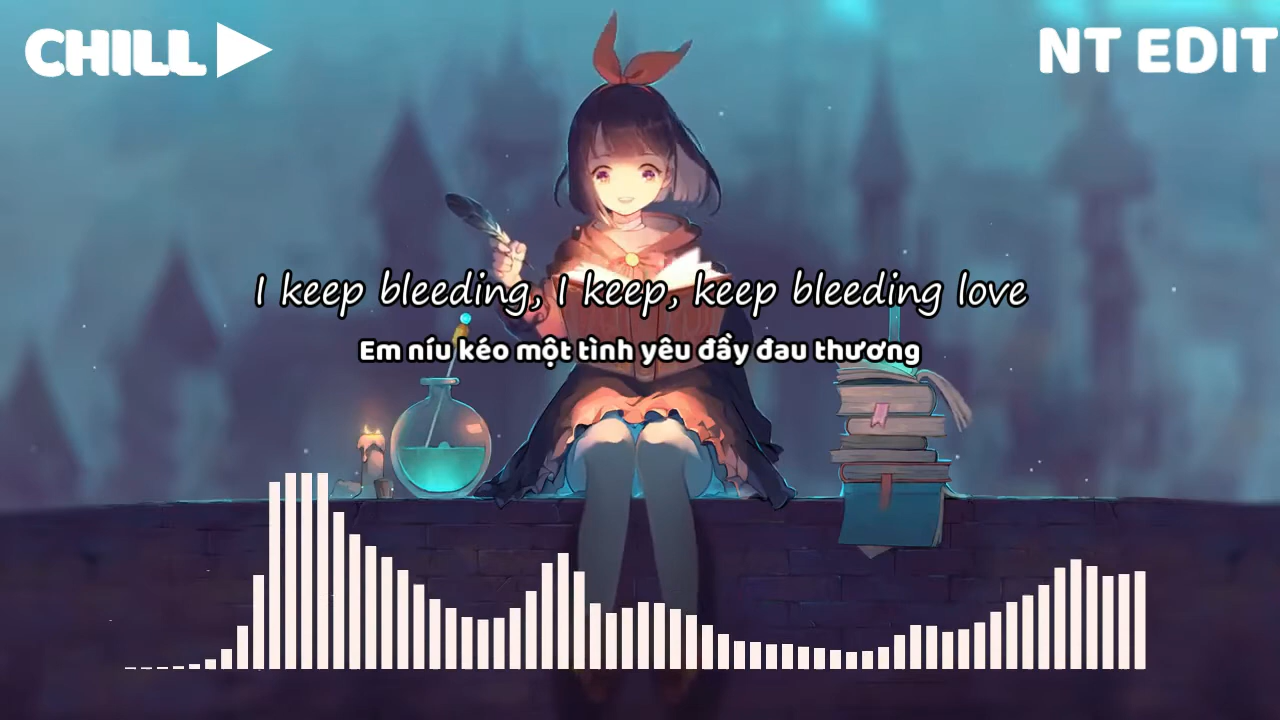 CHILL
NT EDIT
I keep bleeding, I keep, keep bleeding love
Em níu kéo một tình yêu đầy đau thương